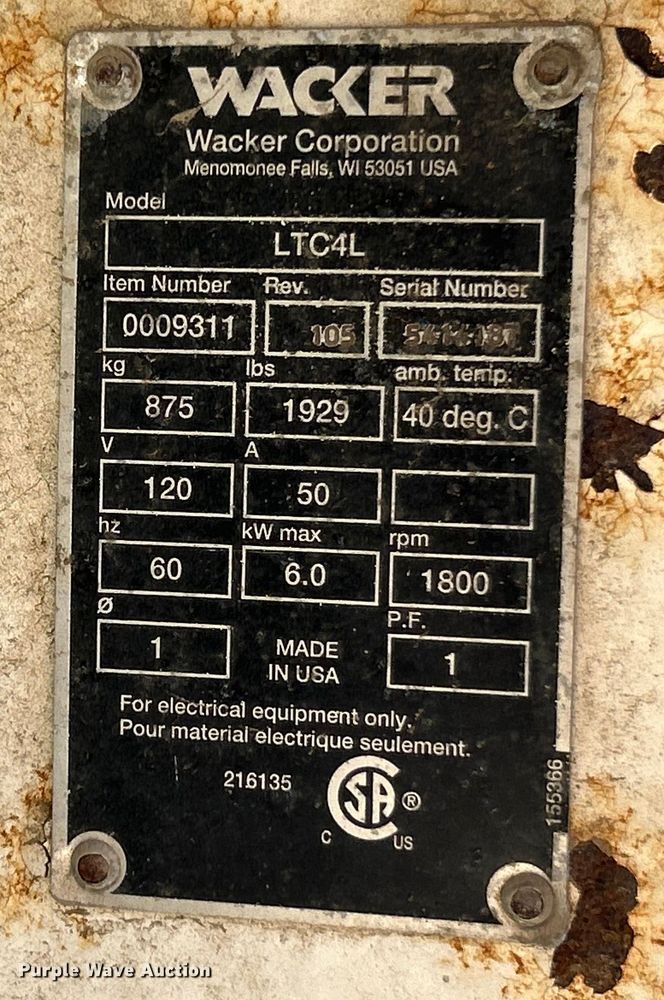 WACKER
Wacker Corporation
Menomonee Falls, WI 53051 USA
Model
LTC4L
Item Number Rev. Serial Number
0009311 105
kg lbs amb. temp.
875 1929 40 deg. C
V A
120 50
hz kW max rpm
60 6.0 1800
Ø P.F.
1 MADE IN USA 1
For electrical equipment only.
Pour material electrique seulement.
216135
CSA ®
C US
155366
Purple Wave Auction